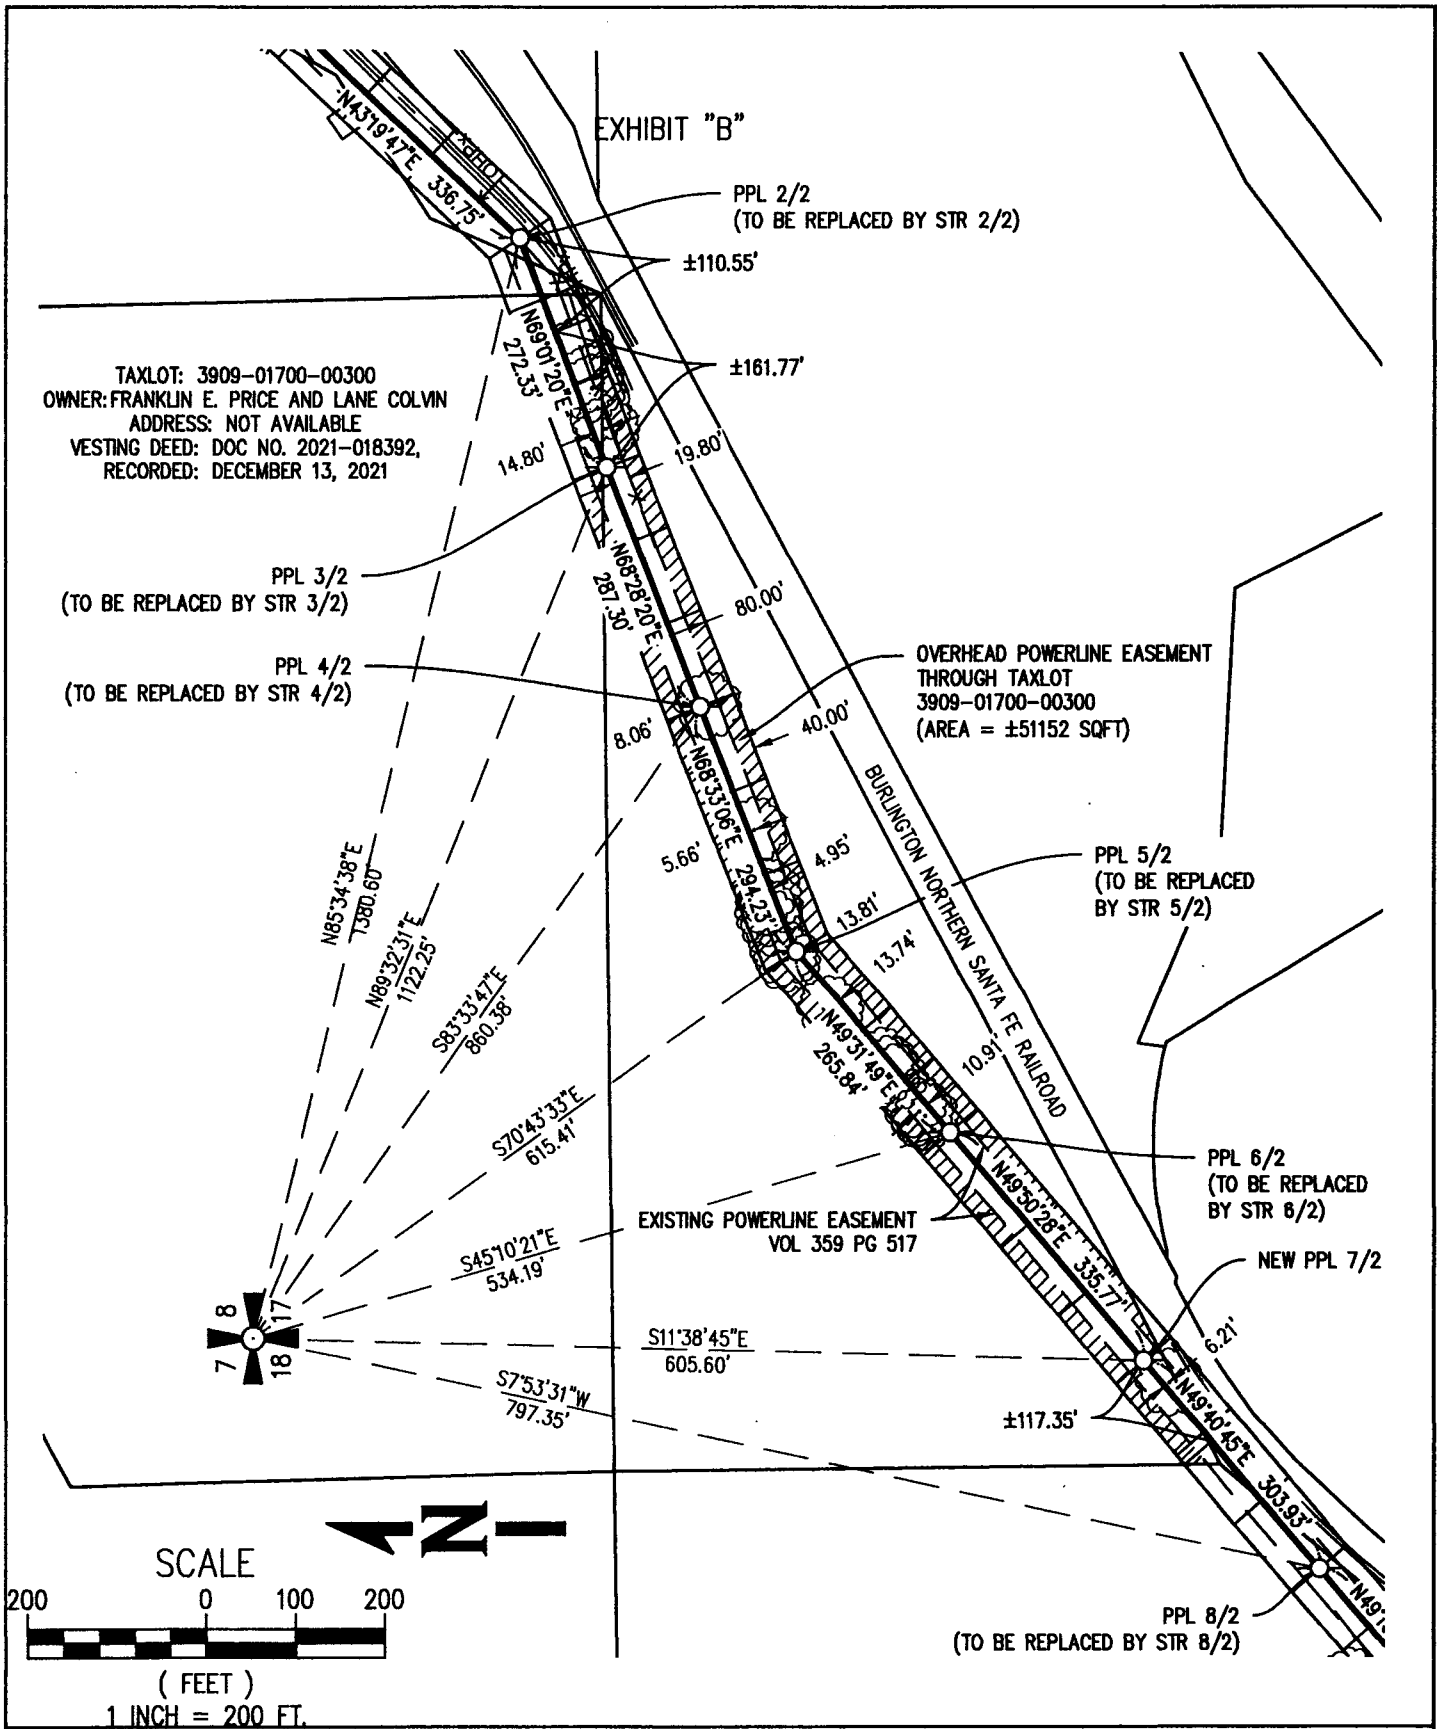 EXHIBIT "B"
N43°19'47"E 336.75'
OHP
PPL 2/2
(TO BE REPLACED BY STR 2/2)
±110.55'
N69°01'20"E
272.33'
±161.77'
TAXLOT: 3909-01700-00300
OWNER: FRANKLIN E. PRICE AND LANE COLVIN
ADDRESS: NOT AVAILABLE
VESTING DEED: DOC NO. 2021-018392,
RECORDED: DECEMBER 13, 2021
14.80'
19.80'
PPL 3/2
(TO BE REPLACED BY STR 3/2)
N68°28'20"E
287.30'
80.00'
PPL 4/2
(TO BE REPLACED BY STR 4/2)
OVERHEAD POWERLINE EASEMENT
THROUGH TAXLOT
3909-01700-00300
(AREA = ±51152 SQFT)
8.06'
40.00'
N68°33'06"E 294.23'
BURLINGTON NORTHERN SANTA FE RAILROAD
5.66'
4.95'
PPL 5/2
(TO BE REPLACED
BY STR 5/2)
N85°34'38"E
1380.60'
N89°32'31"E
1122.25'
13.81'
13.74'
S83°33'47"E
860.38'
N49°31'49"E
265.84'
10.91'
S70°43'33"E
615.41'
PPL 6/2
(TO BE REPLACED
BY STR 6/2)
N49°50'28"E 335.77'
EXISTING POWERLINE EASEMENT
VOL 359 PG 517
S45°10'21"E
534.19'
NEW PPL 7/2
8 17
7 18
S11°38'45"E
605.60'
6.21'
S7°53'31"W
797.35'
N49°40'45"E 303.93'
±117.35'
N
SCALE
200 0 100 200
( FEET )
1 INCH = 200 FT.
PPL 8/2
(TO BE REPLACED BY STR 8/2)